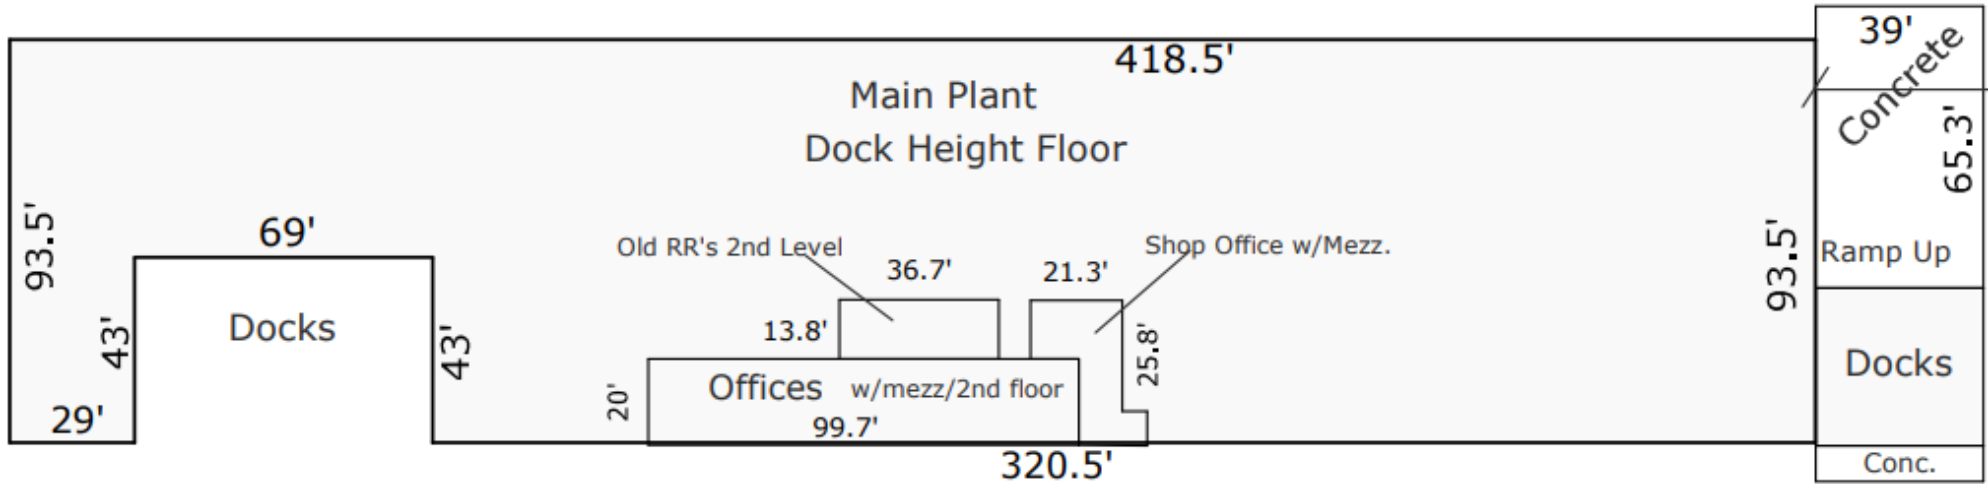 418.5'
39'
Concrete
Main Plant
Dock Height Floor
65.3'
93.5'
69'
Old RR's 2nd Level
Shop Office w/Mezz.
36.7'
21.3'
93.5'
Ramp Up
43'
Docks
43'
13.8'
25.8'
Docks
29'
20'
Offices w/mezz/2nd floor
99.7'
320.5'
Conc.